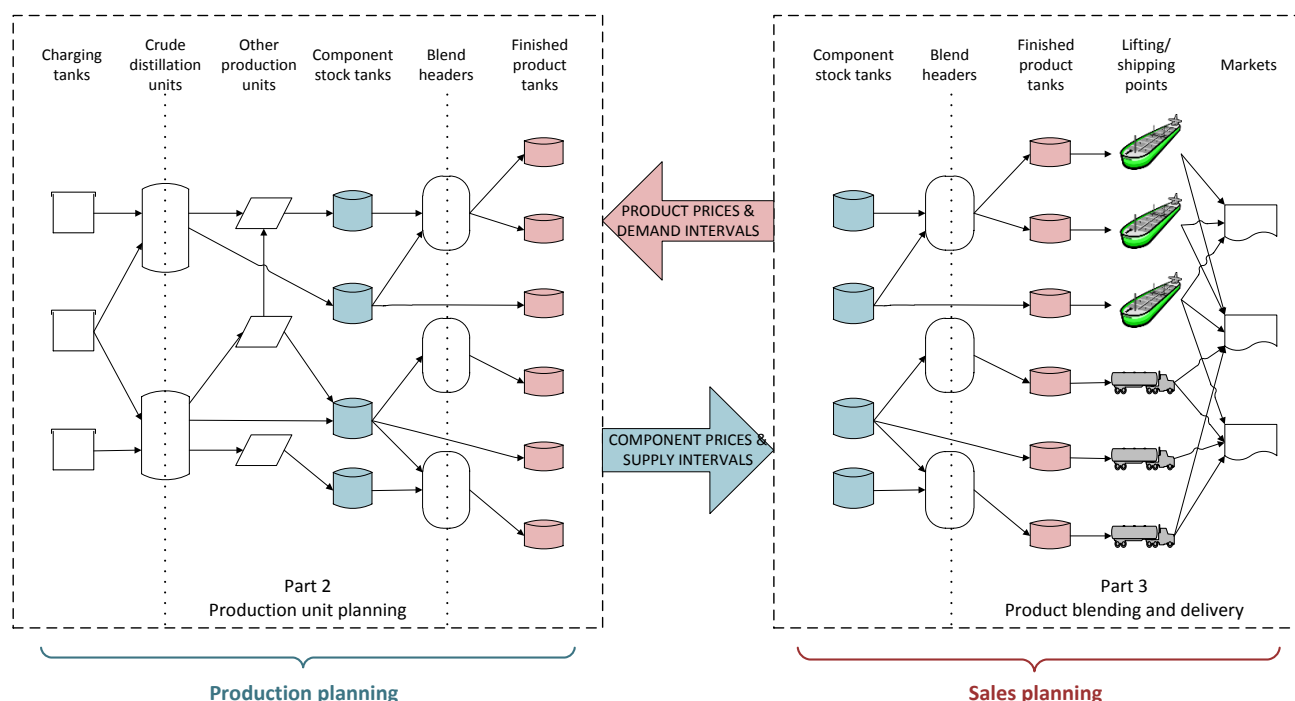 Charging
tanks
Crude
distillation
units
Other
production
units
Component
stock tanks
Blend
headers
Finished
product
tanks
Component
stock tanks
Blend
headers
Finished
product
tanks
Lifting/
shipping
points
Markets
PRODUCT PRICES &
DEMAND INTERVALS
COMPONENT PRICES &
SUPPLY INTERVALS
Part 2
Production unit planning
Part 3
Product blending and delivery
Production planning
Sales planning